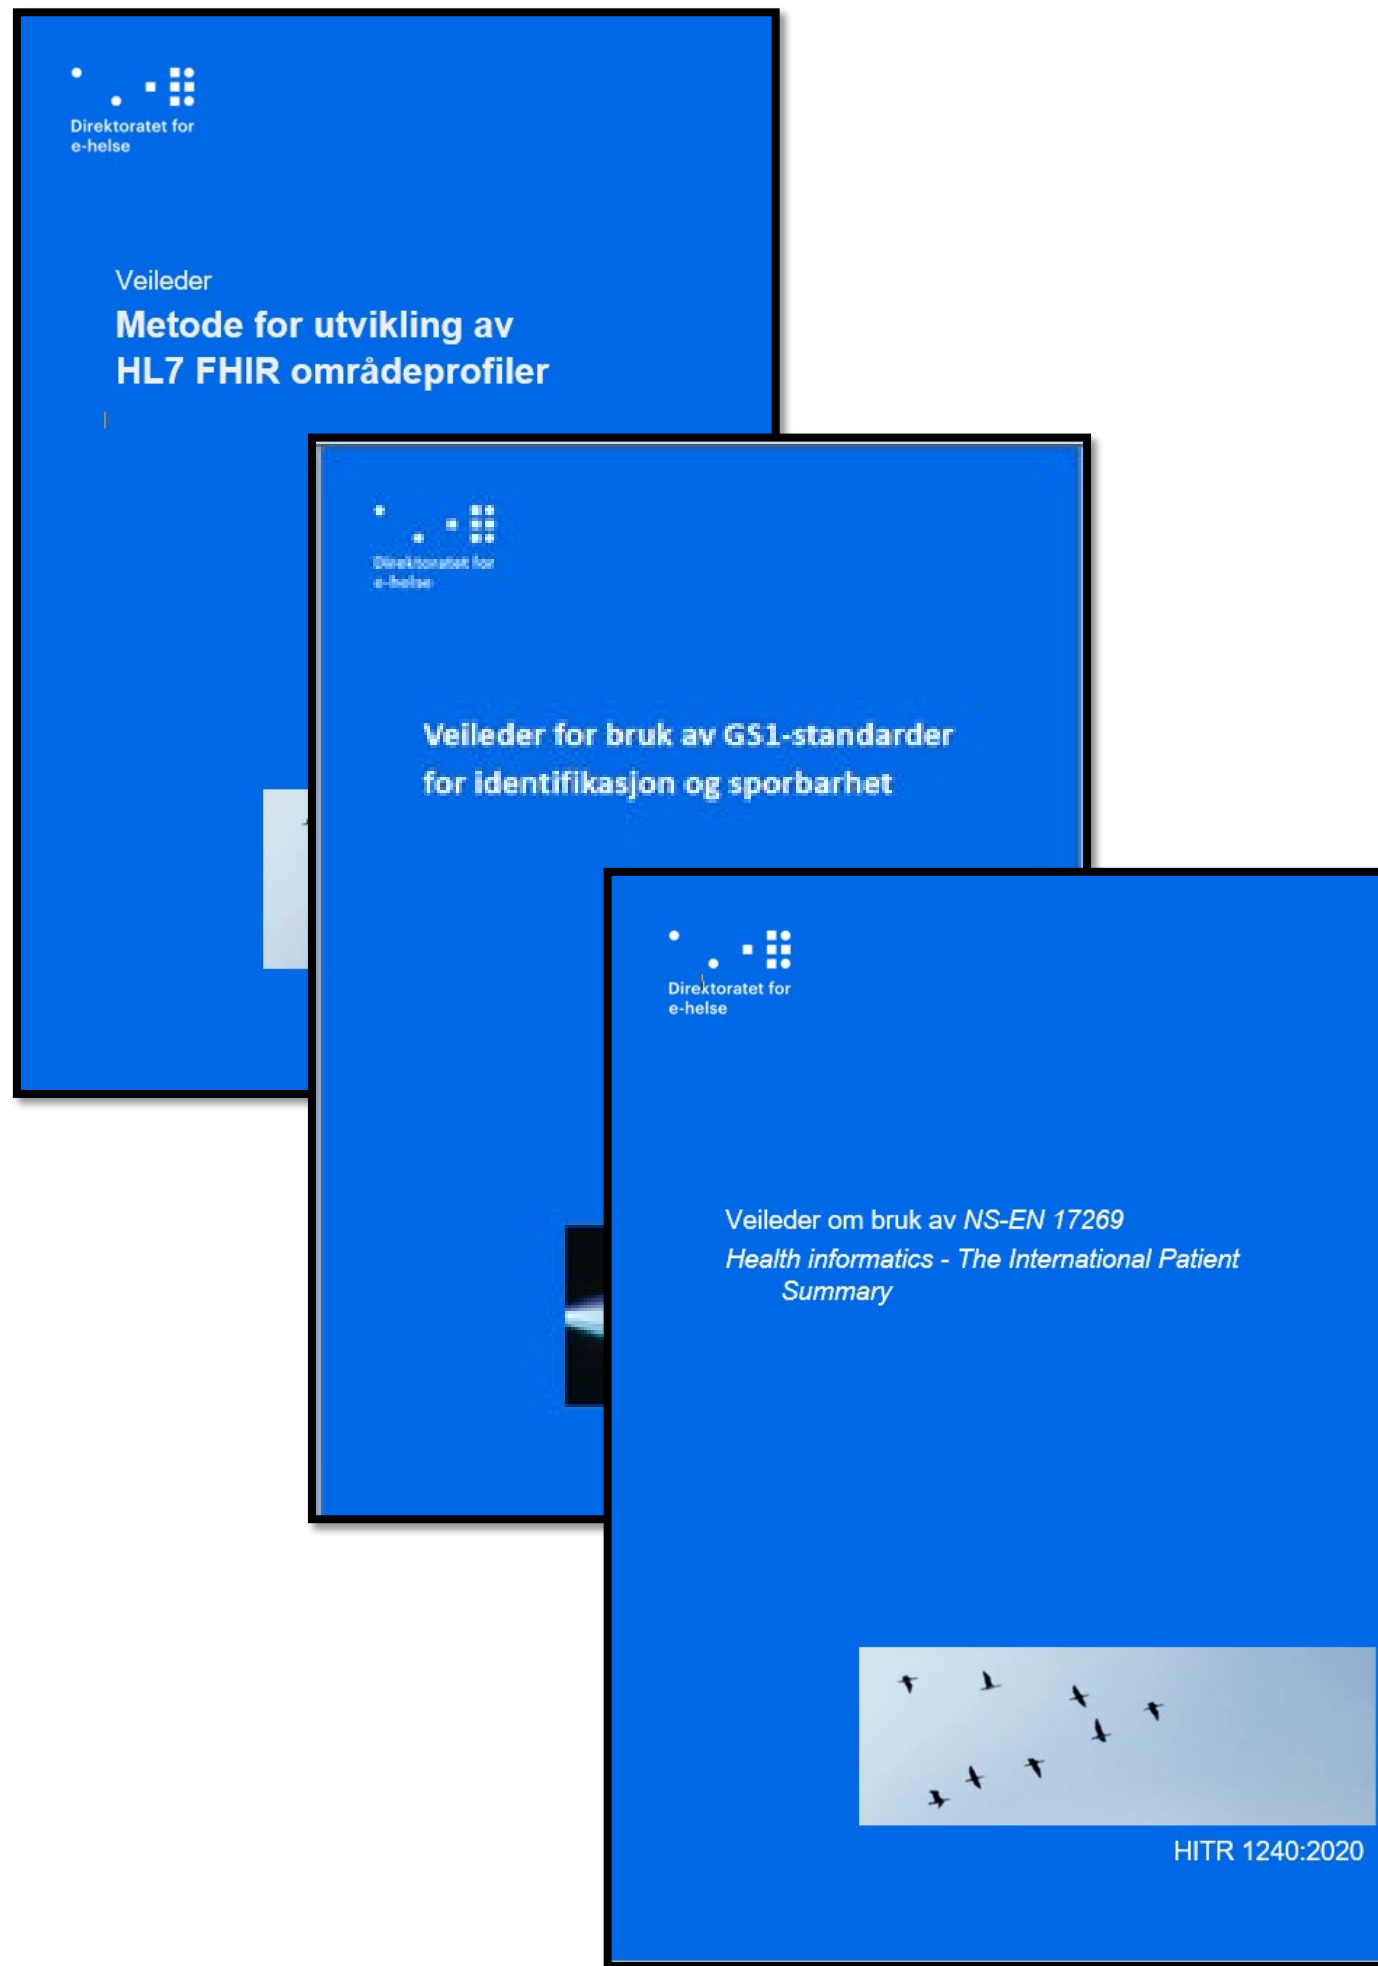 Direktoratet for
e-helse
Veileder
Metode for utvikling av
HL7 FHIR områdeprofiler
Direktoratet for
e-helse
Veileder for bruk av GS1-standarder
for identifikasjon og sporbarhet
Direktoratet for
e-helse
Veileder om bruk av NS-EN 17269
Health informatics - The International Patient
Summary
HITR 1240:2020